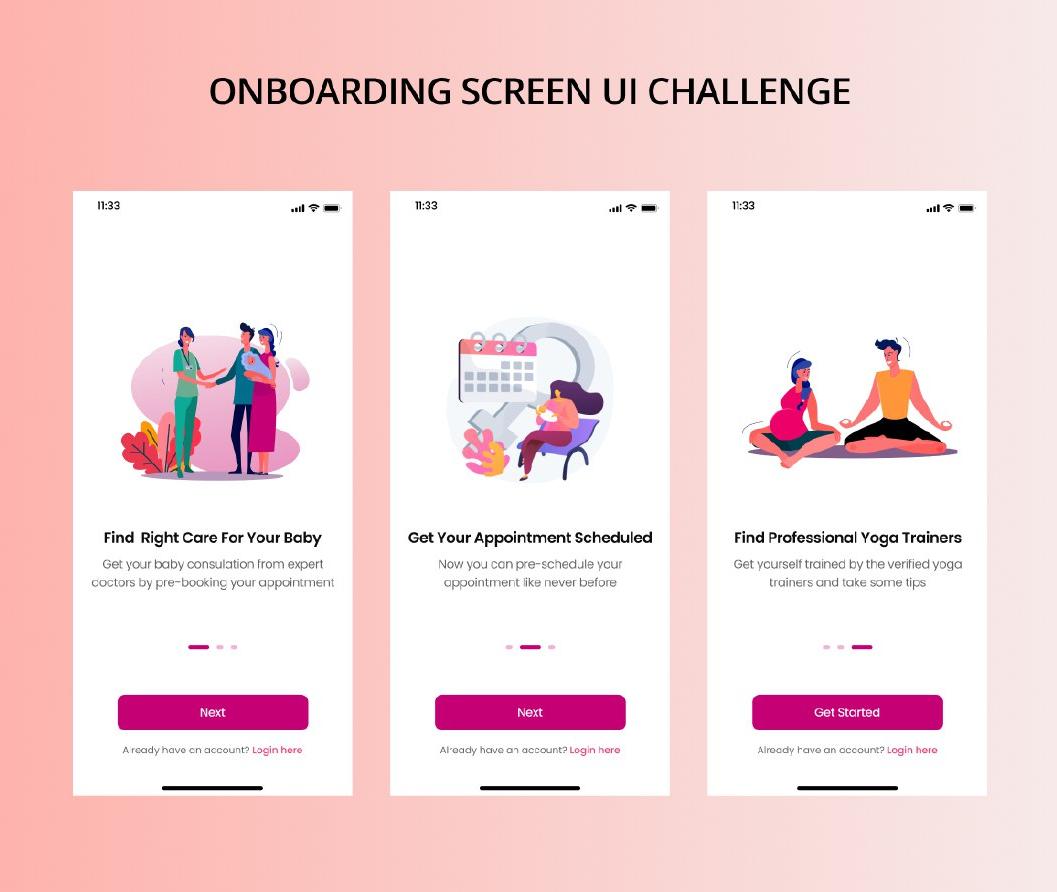 ONBOARDING SCREEN UI CHALLENGE
11:33
Find Right Care For Your Baby
Get your baby consulation from expert
doctors by pre-booking your appointment
Next
Already have an account? Login here
11:33
Get Your Appointment Scheduled
Now you can pre-schedule your
appointment like never before
Next
Already have an account? Login here
11:33
Find Professional Yoga Trainers
Get yourself trained by the verified yoga
trainers and take some tips
Get Started
Already have an account? Login here